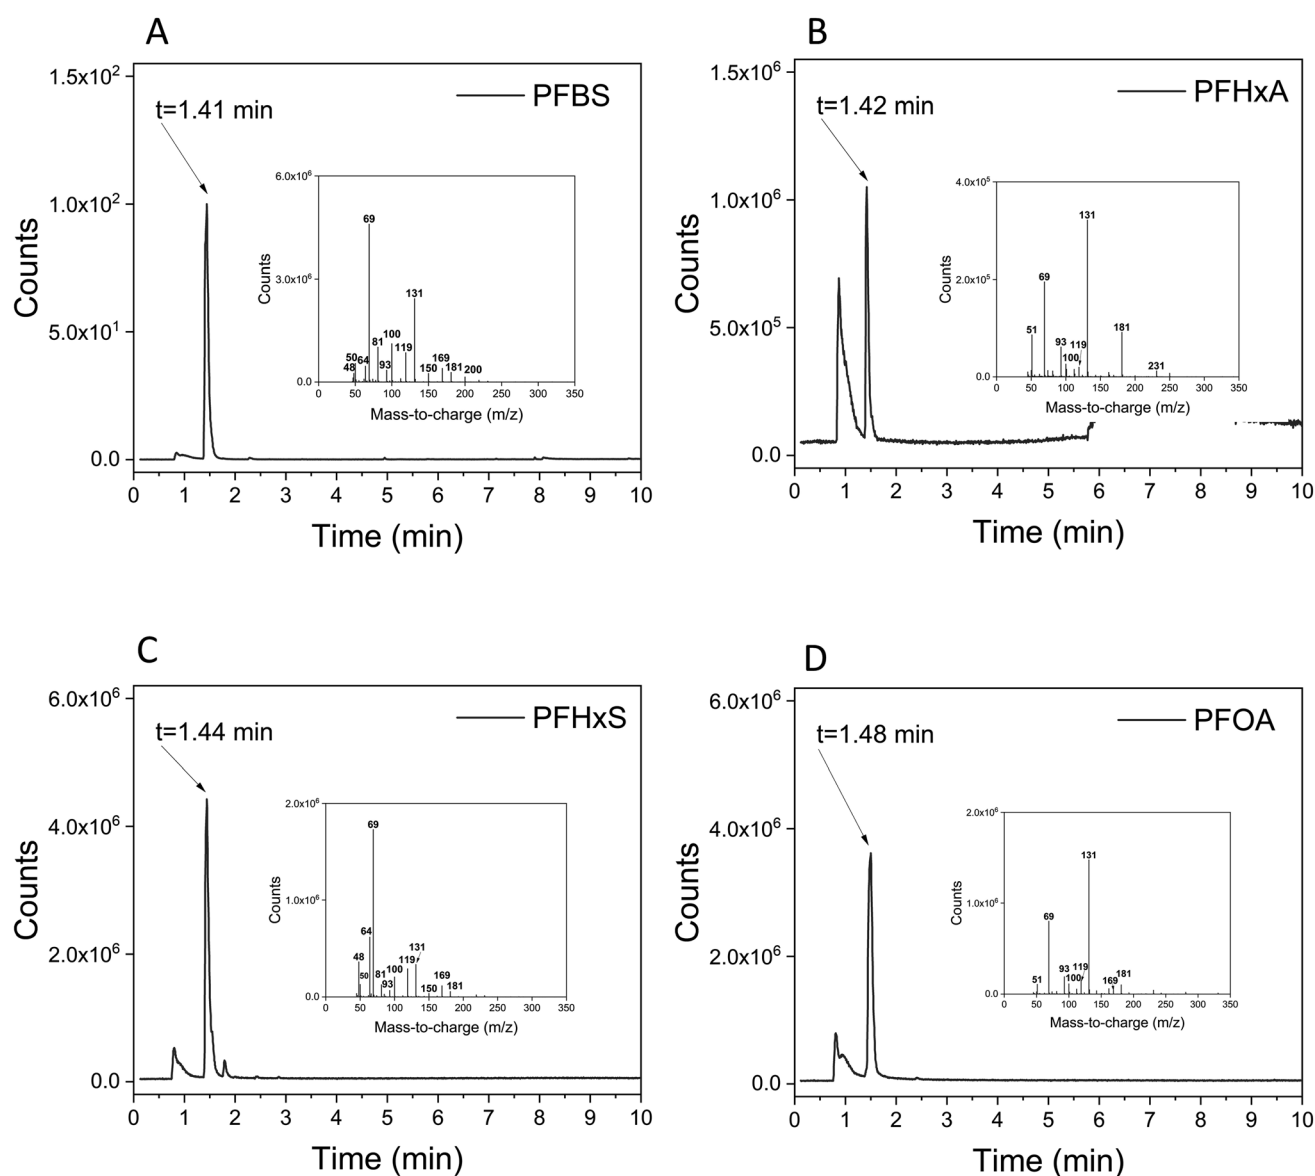 A
1.5x10²
1.0x10²
5.0x10¹
0.0
Counts
t=1.41 min
PFBS
6.0x10⁶
3.0x10⁶
0.0
Counts
48
50
64
69
81
93
100
119
131
150
169
181
200
0 50 100 150 200 250 300 350
Mass-to-charge (m/z)
0 1 2 3 4 5 6 7 8 9 10
Time (min)
B
1.5x10⁶
1.0x10⁶
5.0x10⁵
0.0
Counts
t=1.42 min
PFHxA
4.0x10⁵
2.0x10⁵
0.0
Counts
51
69
93
100
119
131
181
231
0 50 100 150 200 250 300 350
Mass-to-charge (m/z)
0 1 2 3 4 5 6 7 8 9 10
Time (min)
C
6.0x10⁶
4.0x10⁶
2.0x10⁶
0.0
Counts
t=1.44 min
PFHxS
2.0x10⁶
1.0x10⁶
0.0
Counts
48
50
64
69
81
93
100
119
131
150
169
181
0 50 100 150 200 250 300 350
Mass-to-charge (m/z)
0 1 2 3 4 5 6 7 8 9 10
Time (min)
D
6.0x10⁶
4.0x10⁶
2.0x10⁶
0.0
Counts
t=1.48 min
PFOA
2.0x10⁶
1.0x10⁶
0.0
Counts
51
69
93
100
119
131
169
181
0 50 100 150 200 250 300 350
Mass-to-charge (m/z)
0 1 2 3 4 5 6 7 8 9 10
Time (min)